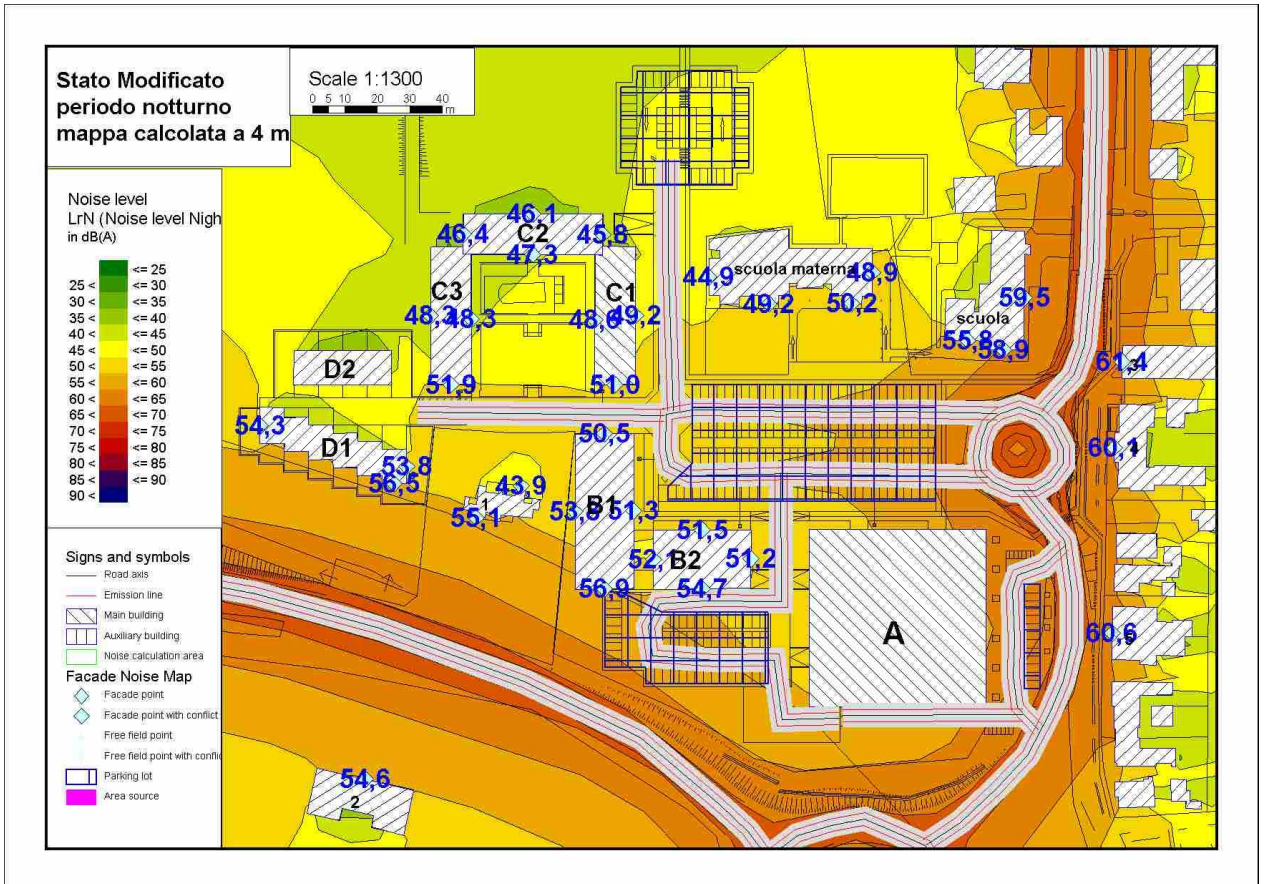 Stato Modificato
periodo notturno
mappa calcolata a 4 m
Scale 1:1300
0 5 10 20 30 40
m
Noise level
LrN (Noise level Nigh
in dB(A)
<= 25
25 < <= 30
30 < <= 35
35 < <= 40
40 < <= 45
45 < <= 50
50 < <= 55
55 < <= 60
60 < <= 65
65 < <= 70
70 < <= 75
75 < <= 80
80 < <= 85
85 < <= 90
90 <
Signs and symbols
Road axis
Emission line
Main building
Auxiliary building
Noise calculation area
Facade Noise Map
Facade point
Facade point with conflict
Free field point
Free field point with conflic
Parking lot
Area source
46,1
46,4 C2 45,8
47,3
C3 C1
48,3 48,3 49,2
51,9 51,0
scuola materna
44,9 48,9
49,2 50,2
59,5
scuola
55,8 58,9
61,4
3
D2
54,3
D1
53,8
56,5
43,9
1
55,1
50,5
B1
51,3
51,5
52,1 B2 51,2
56,9 54,7
A
60,1
4
60,6
5
54,6
2